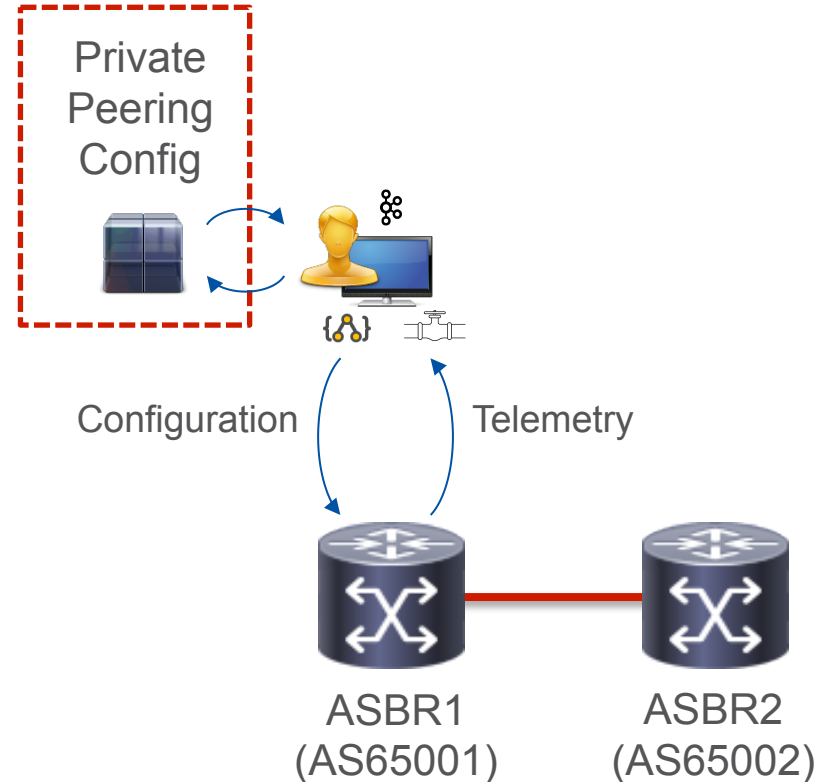 Private
Peering
Config
Configuration
Telemetry
ASBR1
(AS65001)
ASBR2
(AS65002)